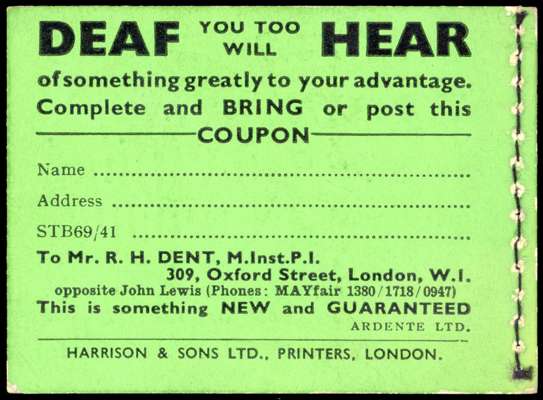 DEAF YOU TOO WILL HEAR
of something greatly to your advantage.
Complete and BRING or post this
COUPON
Name
Address
STB69/41
To Mr. R. H. DENT, M.Inst.P.I.
309, Oxford Street, London, W.I.
opposite John Lewis (Phones: MAYfair 1380/1718/0947)
This is something NEW and GUARANTEED
ARDENTE LTD.
HARRISON & SONS LTD., PRINTERS, LONDON.